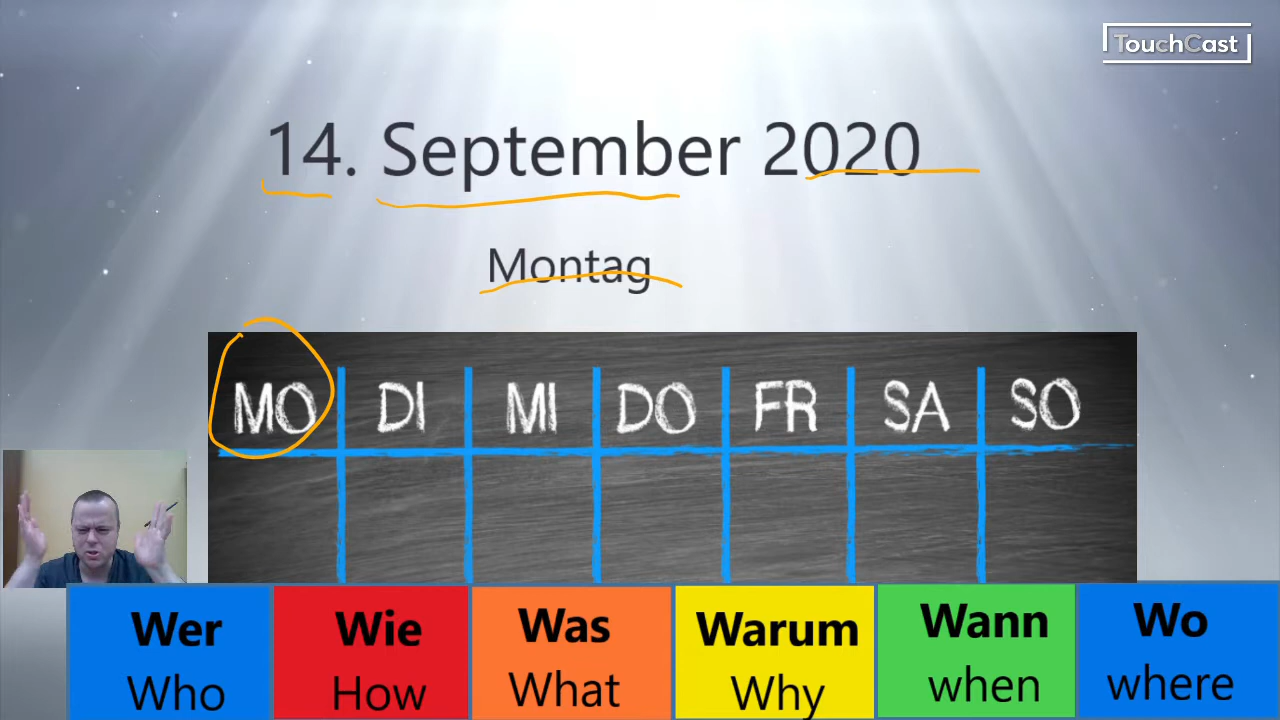 TouchCast
14. September 2020
Montag
MO DI MI DO FR SA SO
Wer Wie Was Warum Wann Wo
Who How What Why when where